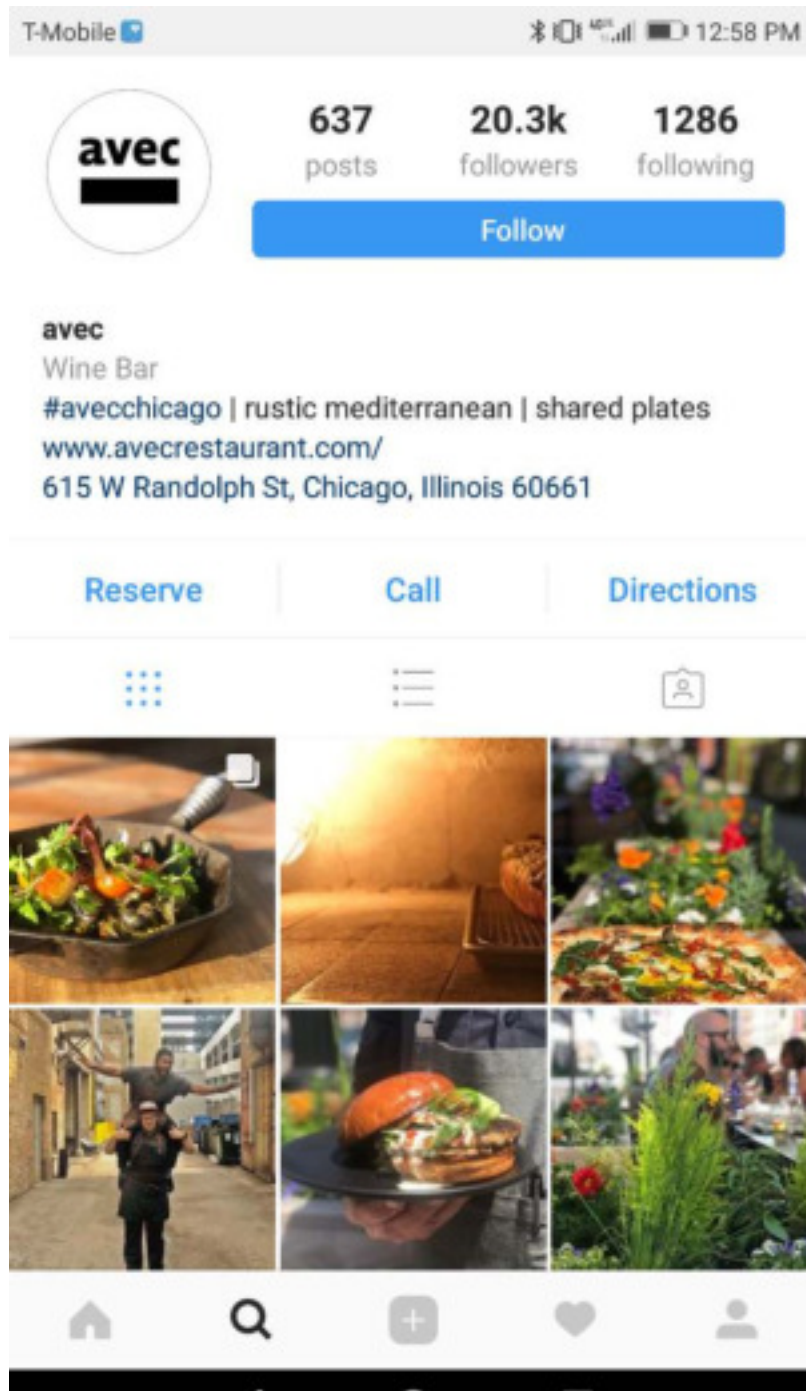 T-Mobile 12:58 PM
avec
637 20.3k 1286
posts followers following
Follow
avec
Wine Bar
#avecchicago | rustic mediterranean | shared plates
www.avecrestaurant.com/
615 W Randolph St, Chicago, Illinois 60661
Reserve Call Directions